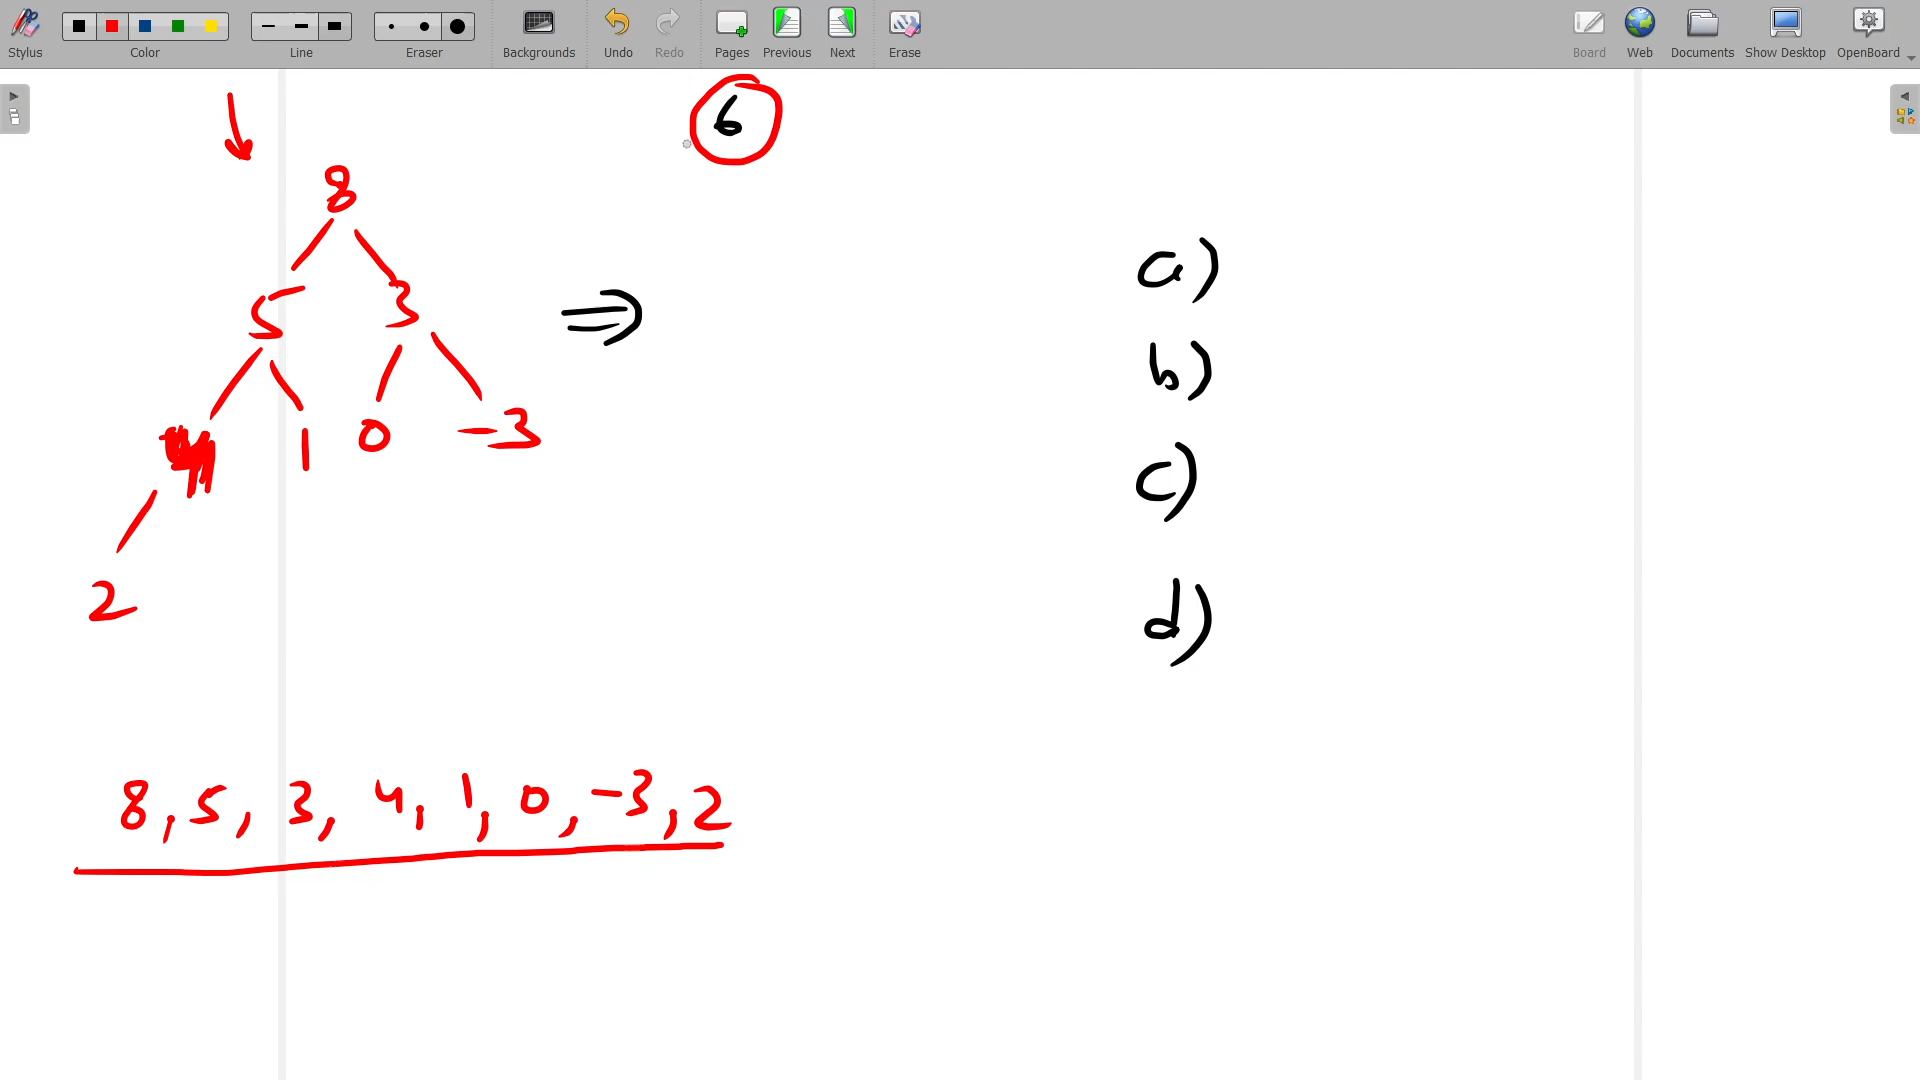 Stylus Color Line Eraser Backgrounds Undo Redo Pages Previous Next Erase Board Web Documents Show Desktop OpenBoard
6
8
5 3
1 0 -3
2
=>
a)
b)
c)
d)
8, 5, 3, 4, 1, 0, -3, 2